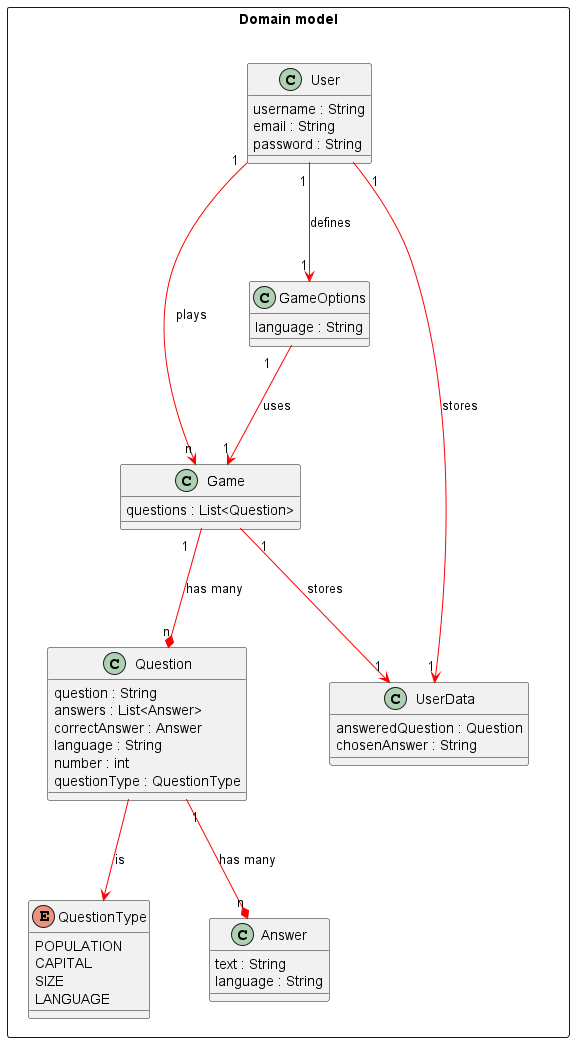 Domain model
C User
username : String
email : String
password : String
1
1
1
defines
plays
1
C GameOptions
language : String
1
uses
stores
n
1
C Game
questions : List<Question>
1
1
has many
stores
n
1
1
C Question
question : String
answers : List<Answer>
correctAnswer : Answer
language : String
number : int
questionType : QuestionType
C UserData
answeredQuestion : Question
chosenAnswer : String
1
is
has many
n
E QuestionType
POPULATION
CAPITAL
SIZE
LANGUAGE
C Answer
text : String
language : String